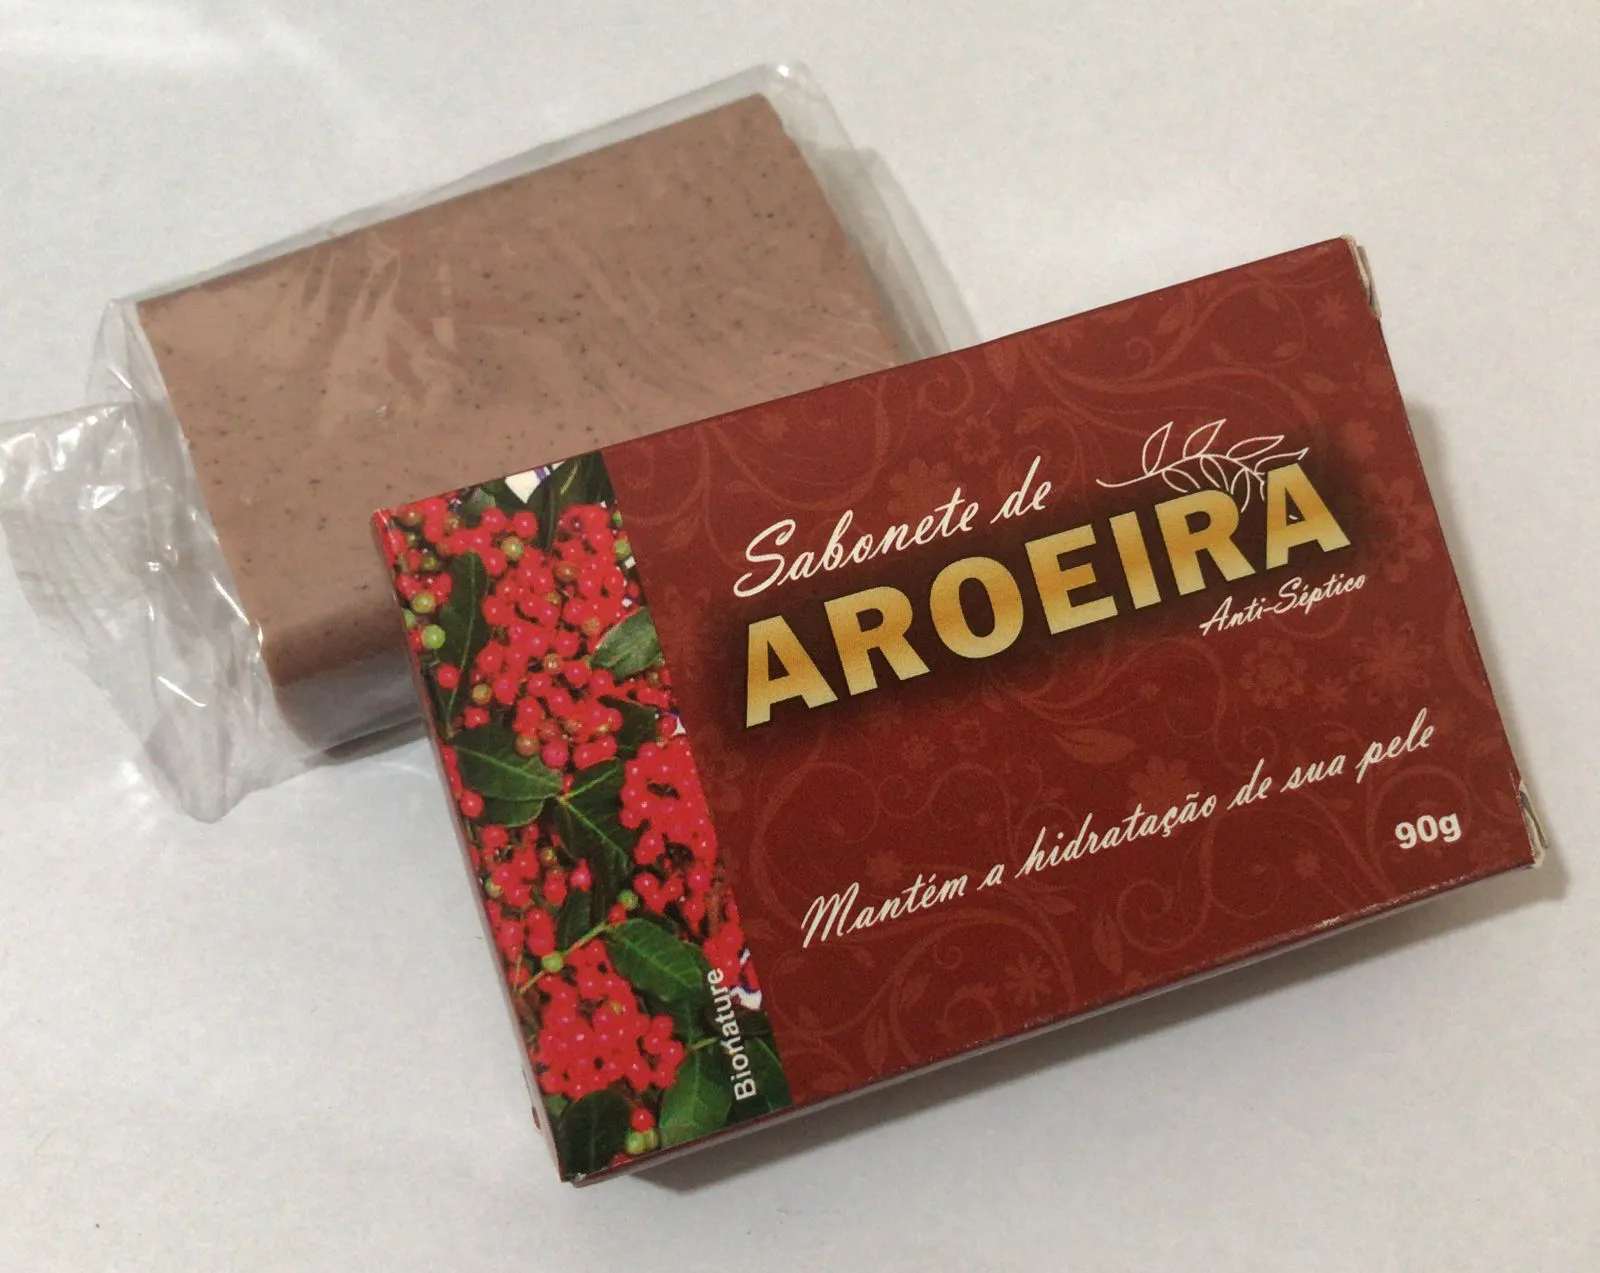 Sabonete de
AROEIRA
Anti-Séptico
Mantém a hidratação de sua pele
90g
Bionature